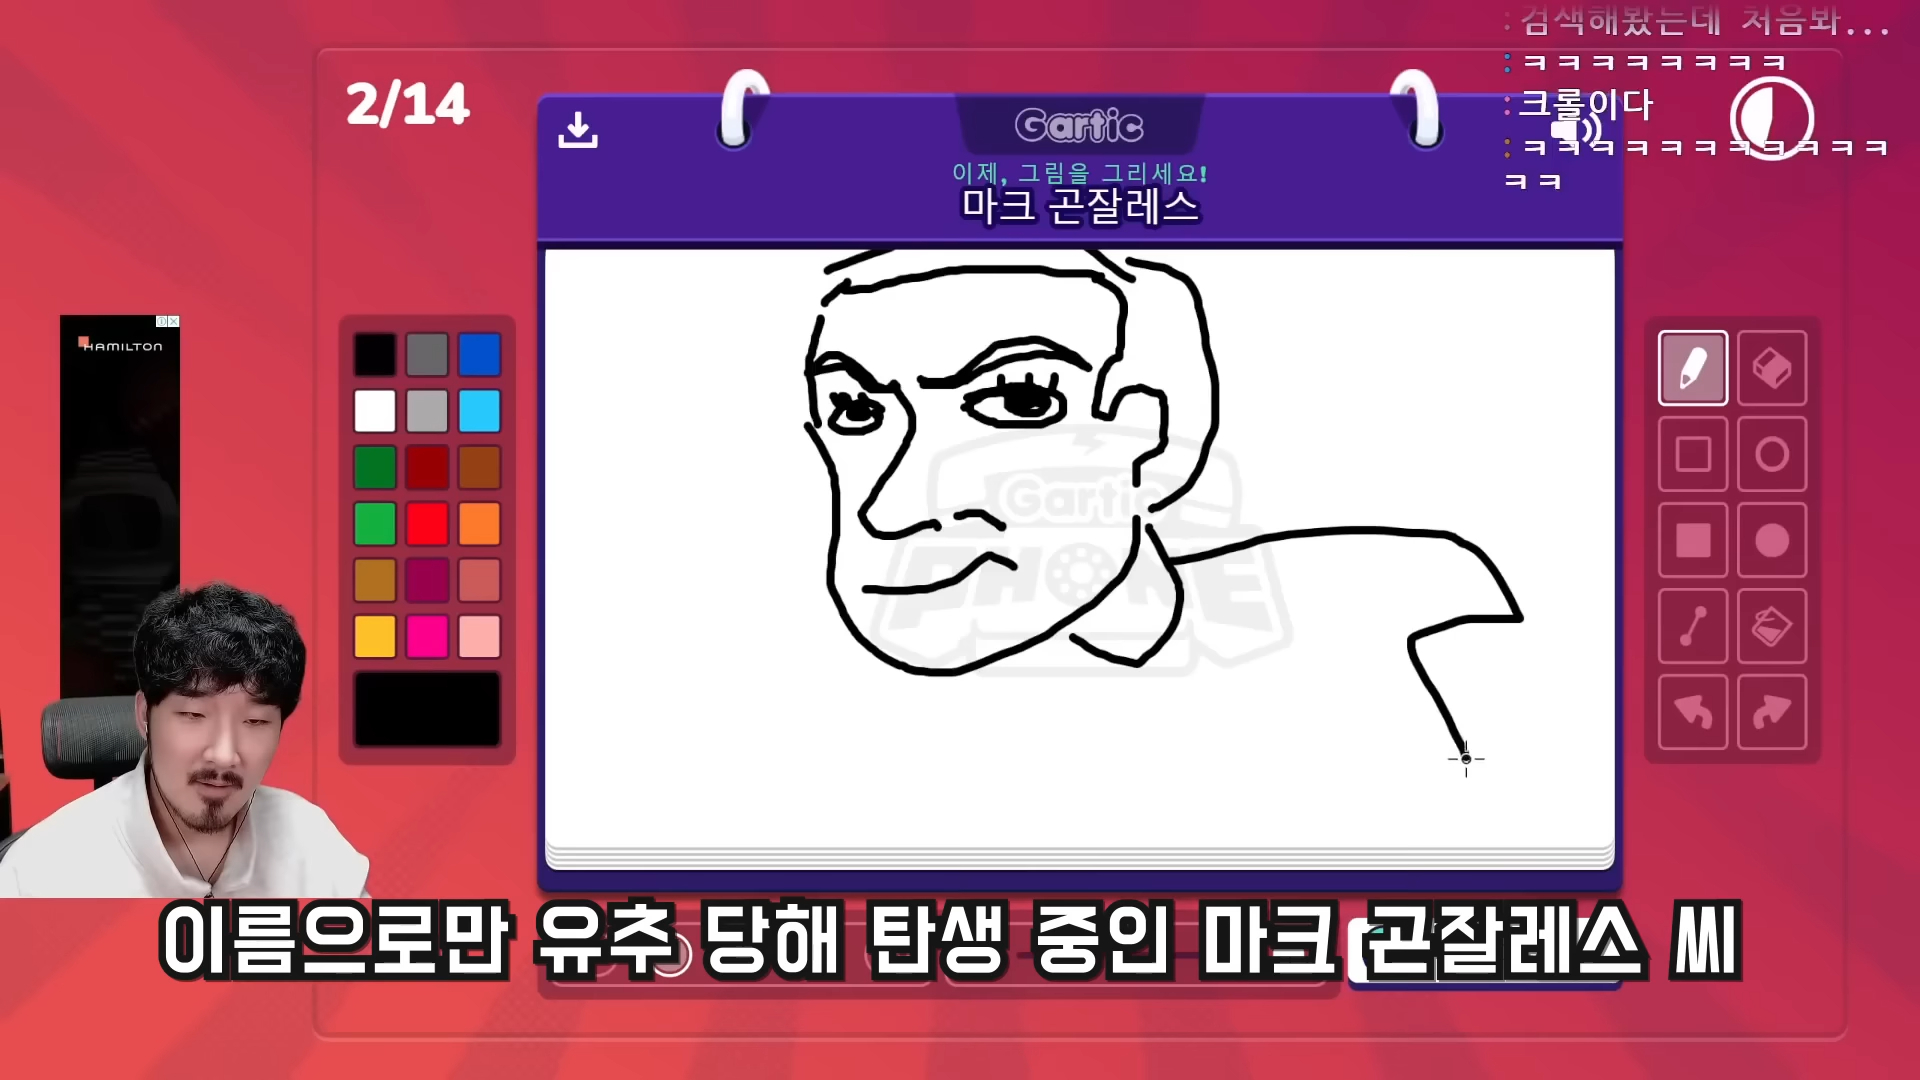 : 검색해봤는데 처음봐...
: ㅋㅋㅋㅋㅋㅋㅋㅋ
2/14
: 크롤이다
Gartic
: ㅋㅋㅋㅋㅋㅋㅋㅋㅋㅋㅋ
ㅋㅋ
이제, 그림을 그리세요!
마크 곤잘레스
HAMILTON
Gartic
PHONE
이름으로만 유추 당해 탄생 중인 마크 곤잘레스 씨